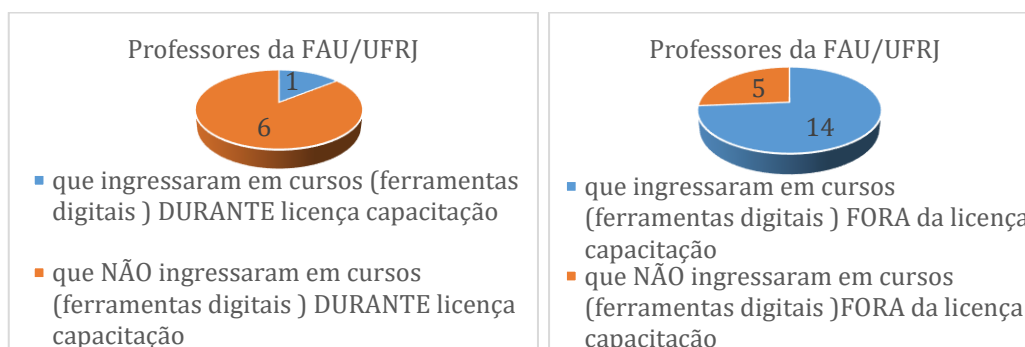 Professores da FAU/UFRJ
1
6
que ingressaram em cursos (ferramentas
digitais ) DURANTE licença capacitação
que NÃO ingressaram em cursos
(ferramentas digitais ) DURANTE licença
capacitação
Professores da FAU/UFRJ
5
14
que ingressaram em cursos
(ferramentas digitais ) FORA da licença
capacitação
que NÃO ingressaram em cursos
(ferramentas digitais )FORA da licença
capacitação